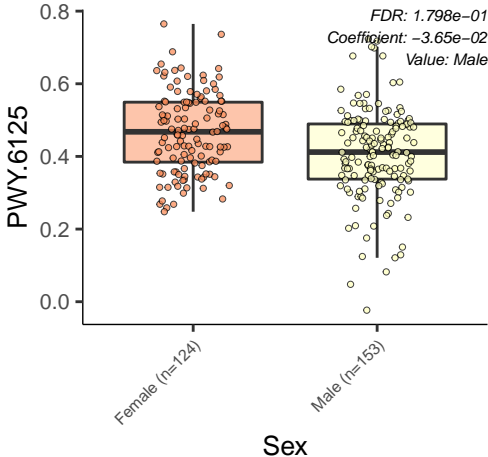 FDR: 1.798e−01
Coefficient: −3.65e−02
Value: Male
0.8
0.6
0.4
0.2
0.0
PWY.6125
Female (n=124)
Male (n=153)
Sex